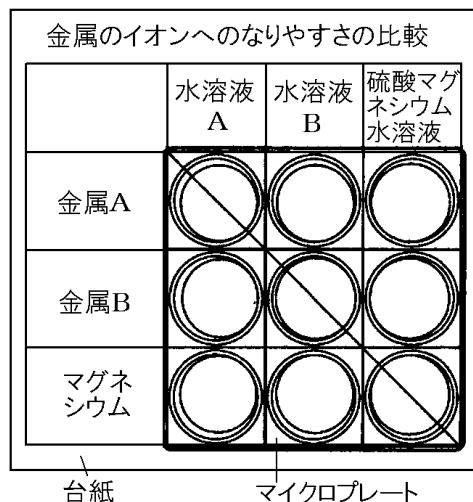 金属のイオンへのなりやすさの比較
水溶液
A
水溶液
B
硫酸マグ
ネシウム
水溶液
金属A
金属B
マグネ
シウム
台紙
マイクロプレート